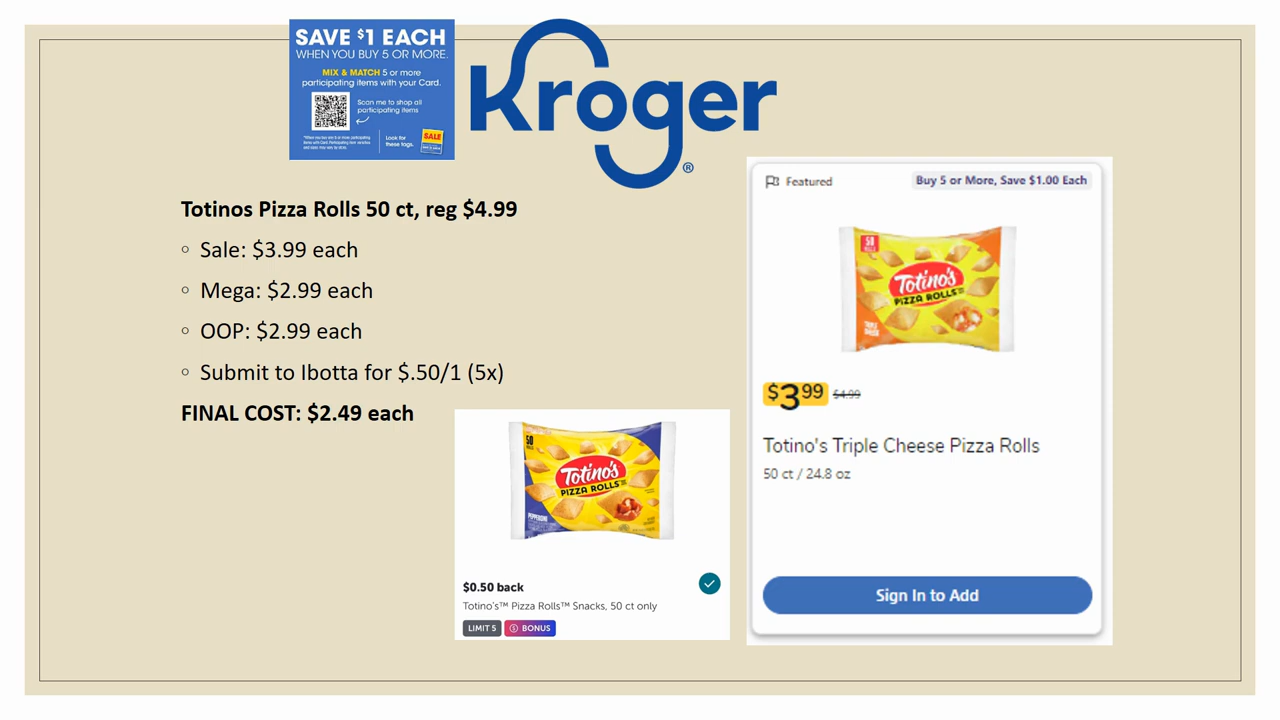 SAVE $1 EACH
WHEN YOU BUY 5 OR MORE.
MIX & MATCH 5 or more
participating items with your Card.
Scan me to shop all
participating items
Look for
these tags.
SALE
Kroger
®
Totinos Pizza Rolls 50 ct, reg $4.99
◦ Sale: $3.99 each
◦ Mega: $2.99 each
◦ OOP: $2.99 each
◦ Submit to Ibotta for $.50/1 (5x)
FINAL COST: $2.49 each
50
Totino's
PIZZA ROLLS
PEPPERONI
$0.50 back
Totino's™ Pizza Rolls™ Snacks, 50 ct only
LIMIT 5
BONUS
Featured
Buy 5 or More, Save $1.00 Each
50
Totino's
PIZZA ROLLS
$3.99 $4.99
Totino's Triple Cheese Pizza Rolls
50 ct / 24.8 oz
Sign In to Add